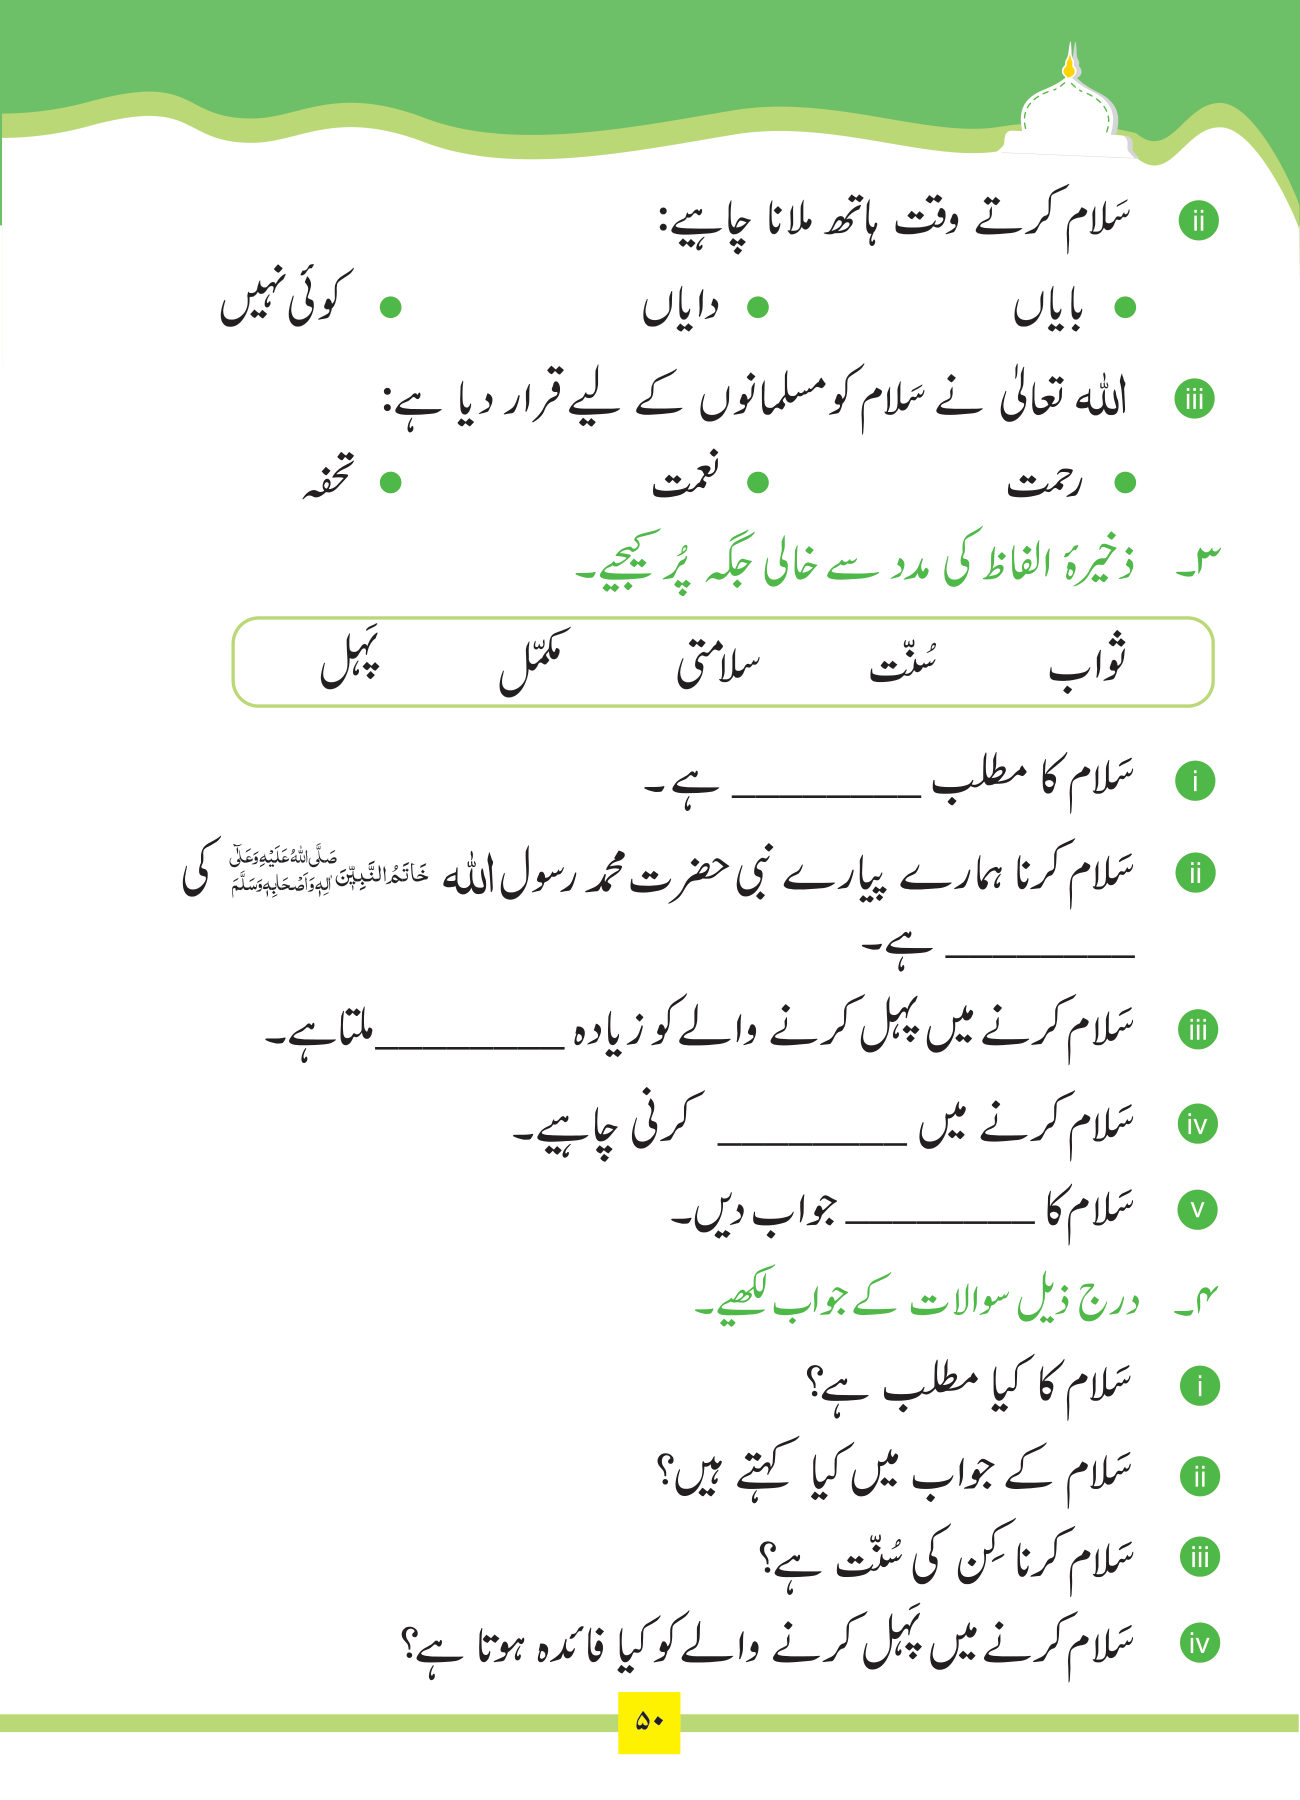 ii سَلام کرتے وقت ہاتھ ملانا چاہیے:
• بایاں • دایاں • کوئی نہیں
iii اللہ تعالیٰ نے سَلام کو مسلمانوں کے لیے قرار دیا ہے:
• رحمت • نعمت • تحفہ
۳۔ ذخیرۂ الفاظ کی مدد سے خالی جگہ پُر کیجیے۔
ثواب سُنّت سلامتی مکمّل پَہل
i سَلام کا مطلب ________ ہے۔
ii سَلام کرنا ہمارے پیارے نبی حضرت محمد رسول اللہ خَاتَمُ النَّبِیّٖنَ صَلَّی اللہُ عَلَیْہِ وَعَلٰٓی اٰلِہٖ وَاَصْحَابِہٖ وَسَلَّمَ کی
________ ہے۔
iii سَلام کرنے میں پہل کرنے والے کو زیادہ ________ ملتا ہے۔
iv سَلام کرنے میں ________ کرنی چاہیے۔
v سَلام کا ________ جواب دیں۔
۴۔ درج ذیل سوالات کے جواب لکھیے۔
i سَلام کا کیا مطلب ہے؟
ii سَلام کے جواب میں کیا کہتے ہیں؟
iii سَلام کرنا کِن کی سُنّت ہے؟
iv سَلام کرنے میں پَہل کرنے والے کو کیا فائدہ ہوتا ہے؟
۵۰